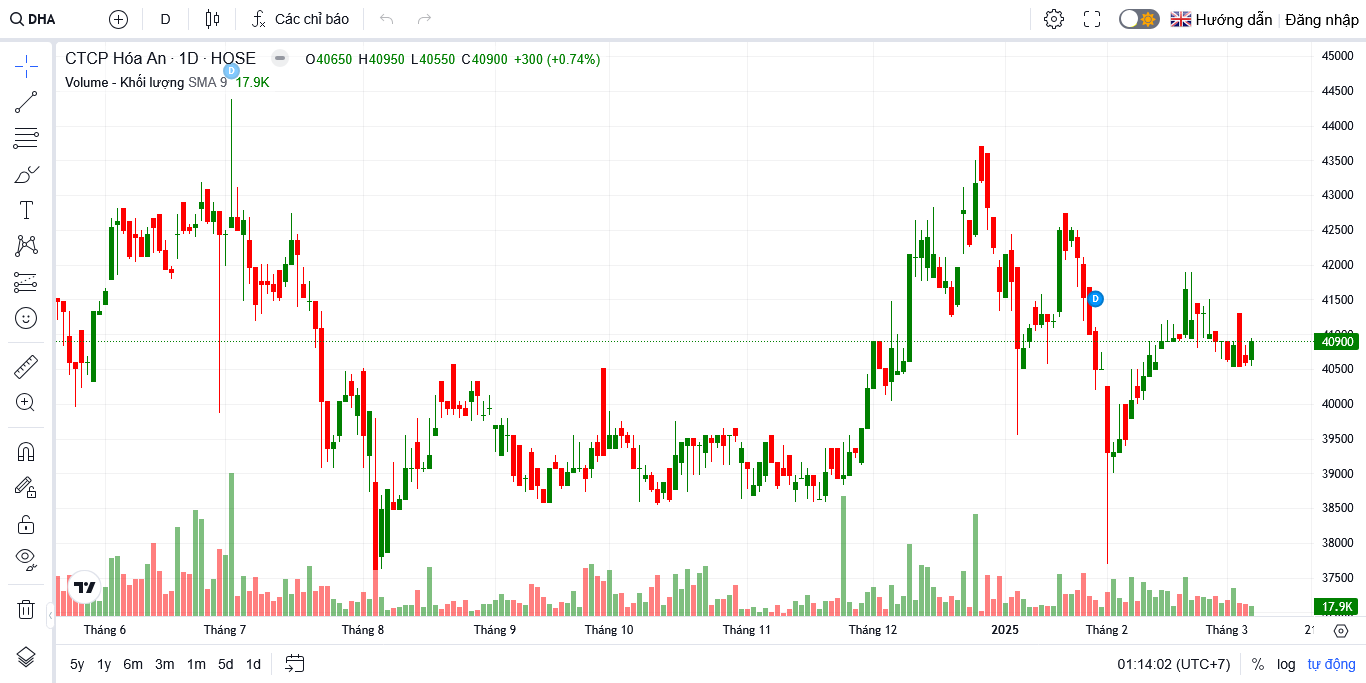 DHA D Các chỉ báo Hướng dẫn Đăng nhập
CTCP Hóa An · 1D · HOSE O40650 H40950 L40550 C40900 +300 (+0.74%)
D
Volume - Khối lượng SMA 9 17.9K
45000
44500
44000
43500
43000
42500
42000
41500
D
41000
40900
40500
40000
39500
39000
38500
38000
37500
17.9K
Tháng 6 Tháng 7 Tháng 8 Tháng 9 Tháng 10 Tháng 11 Tháng 12 2025 Tháng 2 Tháng 3
5y 1y 6m 3m 1m 5d 1d 01:14:02 (UTC+7) % log tự động